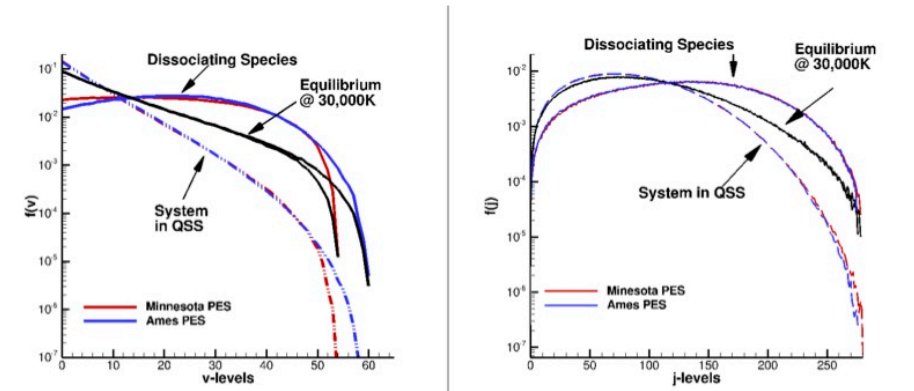 Dissociating Species
Equilibrium
@ 30,000K
System
in QSS
Minnesota PES
Ames PES
f(v)
10⁻¹
10⁻²
10⁻³
10⁻⁴
10⁻⁵
10⁻⁶
10⁻⁷
0 10 20 30 40 50 60
v-levels
Dissociating Species
Equilibrium
@ 30,000K
System in QSS
Minnesota PES
Ames PES
f(j)
10⁻²
10⁻³
10⁻⁴
10⁻⁵
10⁻⁶
10⁻⁷
0 50 100 150 200 250
j-levels